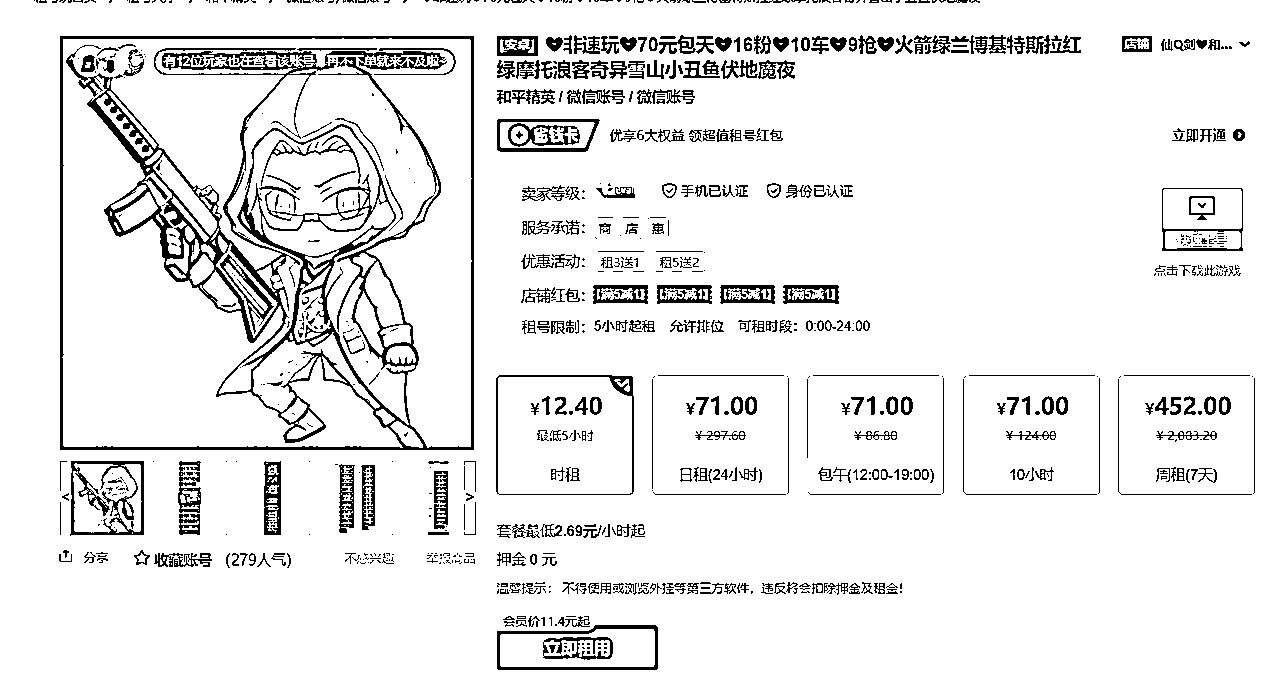 有12位玩家也在查看该账号，再不下单就来不及啦~
[安卓] ♥非速玩♥70元包天♥16粉♥10车♥9抢♥火箭绿兰博基特斯拉红
绿摩托浪客奇异雪山小丑鱼伏地魔夜
店铺 仙Q剑♥和...
和平精英 / 微信账号 / 微信账号
省钱卡 优享6大权益 领超值租号红包 立即开通
卖家等级： 手机已认证 身份已认证
服务承诺： 商 店 惠
优惠活动： 租3送1 租5送2
店铺红包： 满5减1 满5减1 满5减1 满5减1
租号限制： 5小时起租 允许排位 可租时段：0:00-24:00
点击下载此游戏
¥12.40 ¥71.00 ¥71.00 ¥71.00 ¥452.00
最低5小时 ¥297.60 ¥86.80 ¥124.00 ¥2,083.20
时租 日租(24小时) 包午(12:00-19:00) 10小时 周租(7天)
分享 收藏账号 (279人气) 不感兴趣 举报商品
套餐最低2.69元/小时起
押金 0 元
温馨提示： 不得使用或浏览外挂等第三方软件，违反将会扣除押金及租金！
会员价11.4元起
立即租用